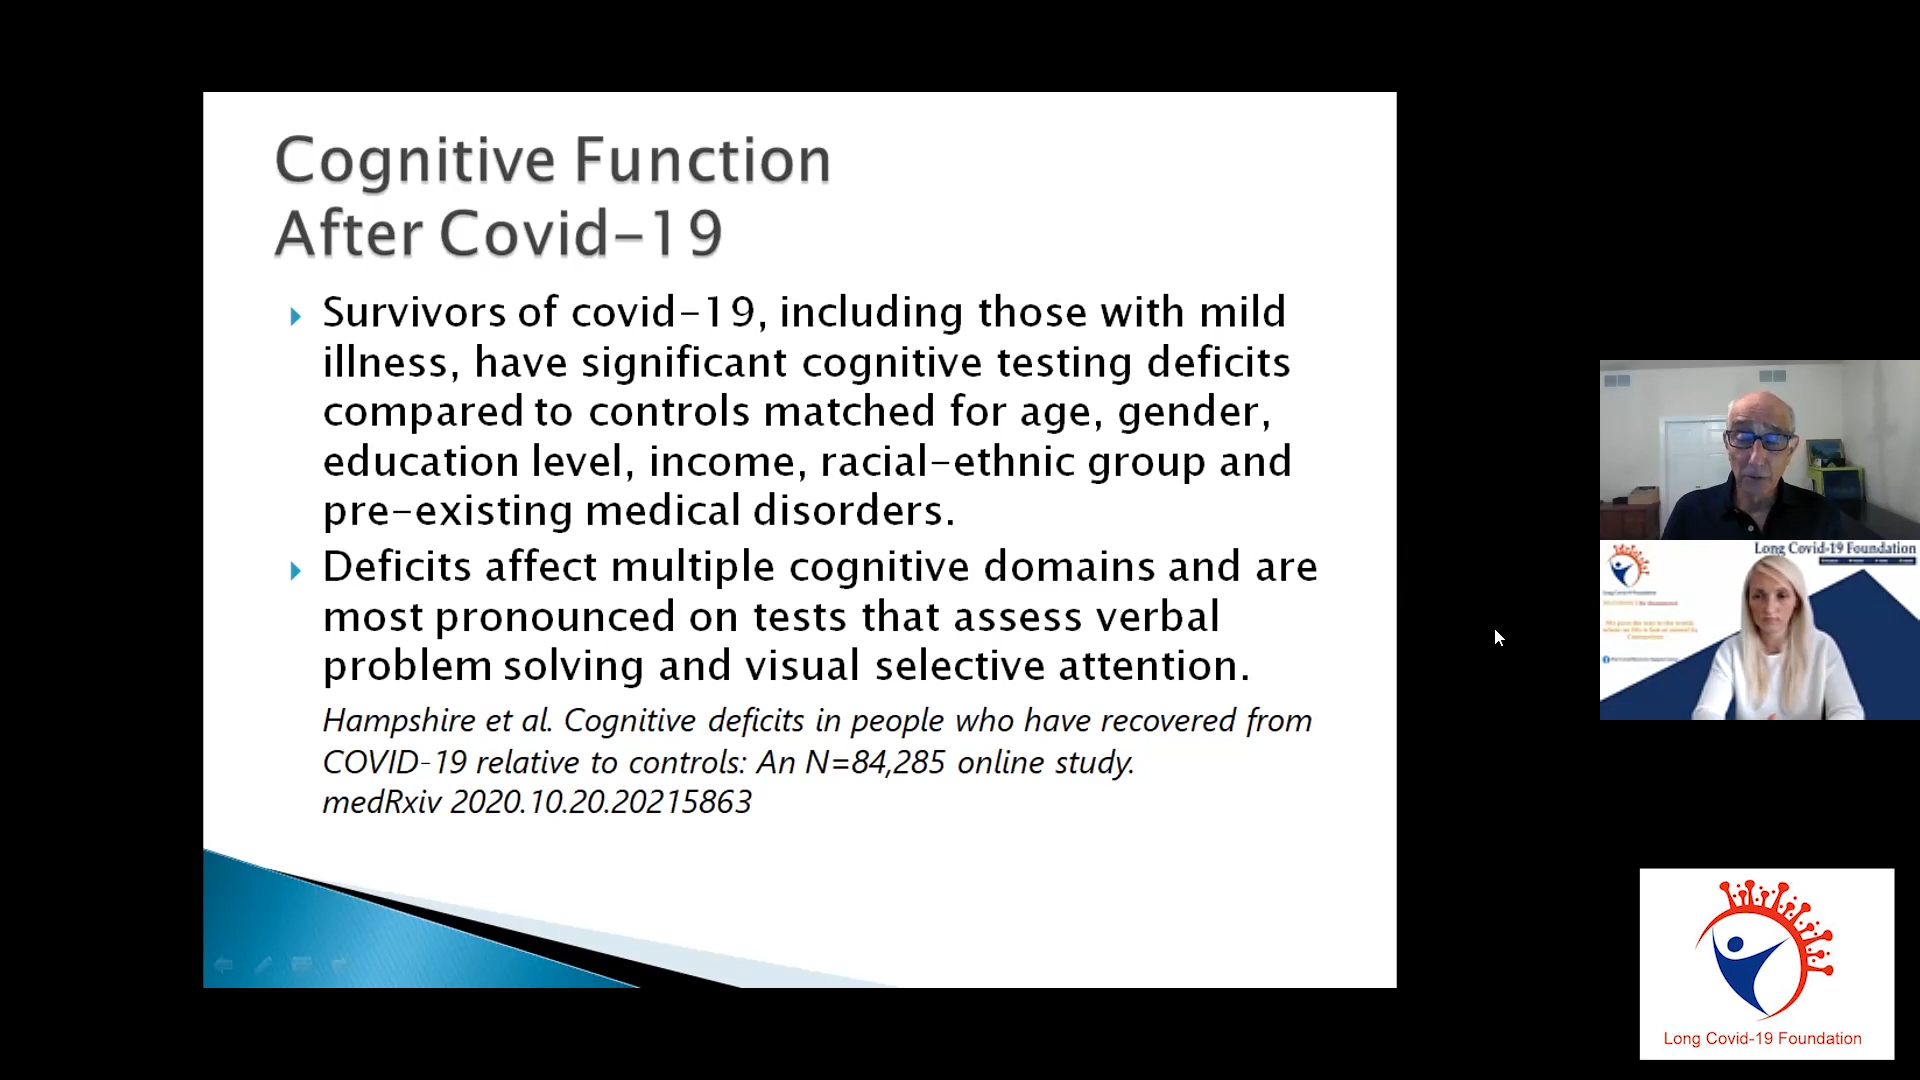 Cognitive Function
After Covid-19
Survivors of covid-19, including those with mild
illness, have significant cognitive testing deficits
compared to controls matched for age, gender,
education level, income, racial-ethnic group and
pre-existing medical disorders.
Deficits affect multiple cognitive domains and are
most pronounced on tests that assess verbal
problem solving and visual selective attention.
Hampshire et al. Cognitive deficits in people who have recovered from
COVID-19 relative to controls: An N=84,285 online study.
medRxiv 2020.10.20.20215863
Long Covid-19 Foundation
Long Covid-19 Foundation